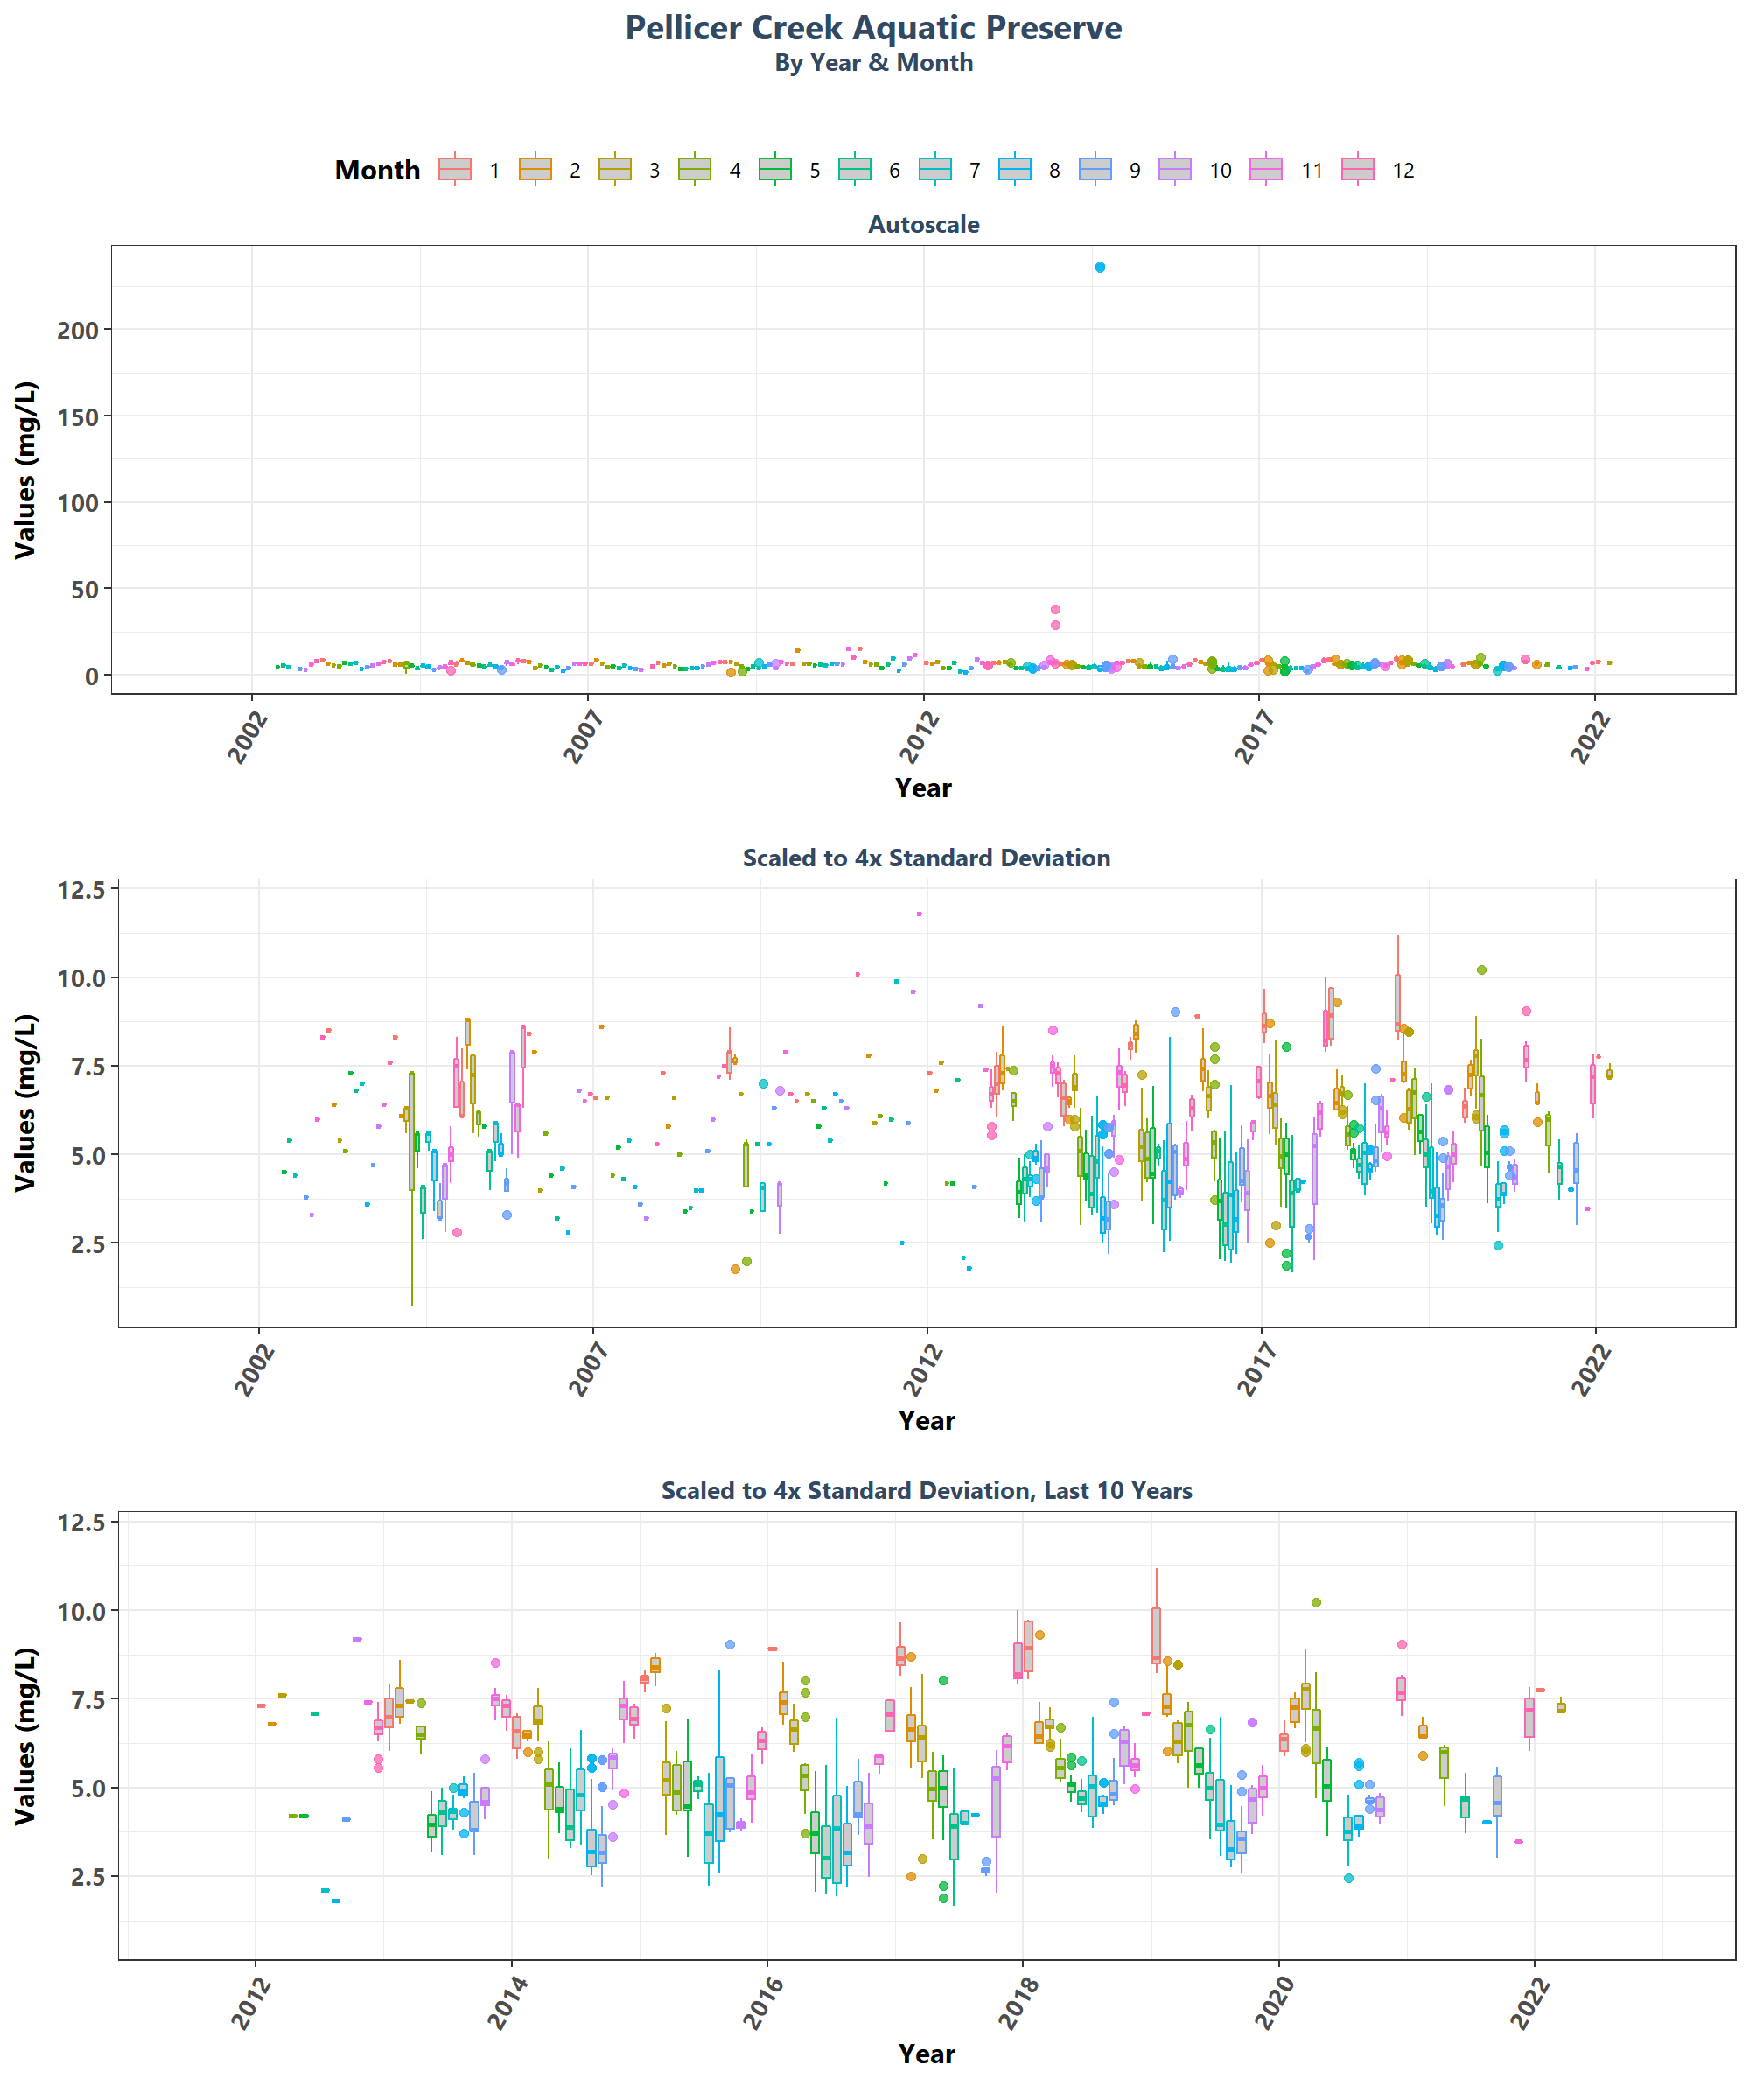 Pellicer Creek Aquatic Preserve
By Year & Month
Month 1 2 3 4 5 6 7 8 9 10 11 12
Autoscale
Values (mg/L)
200
150
100
50
0
2002 2007 2012 2017 2022
Year
Scaled to 4x Standard Deviation
Values (mg/L)
12.5
10.0
7.5
5.0
2.5
2002 2007 2012 2017 2022
Year
Scaled to 4x Standard Deviation, Last 10 Years
Values (mg/L)
12.5
10.0
7.5
5.0
2.5
2012 2014 2016 2018 2020 2022
Year